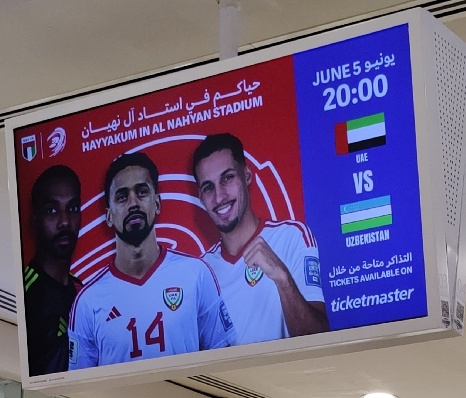 حياكم في استاد آل نهيان
HAYYAKUM IN AL NAHYAN STADIUM
JUNE 5 يونيو
20:00
UAE
VS
UZBEKISTAN
التذاكر متاحة من خلال
TICKETS AVAILABLE ON
ticketmaster
14